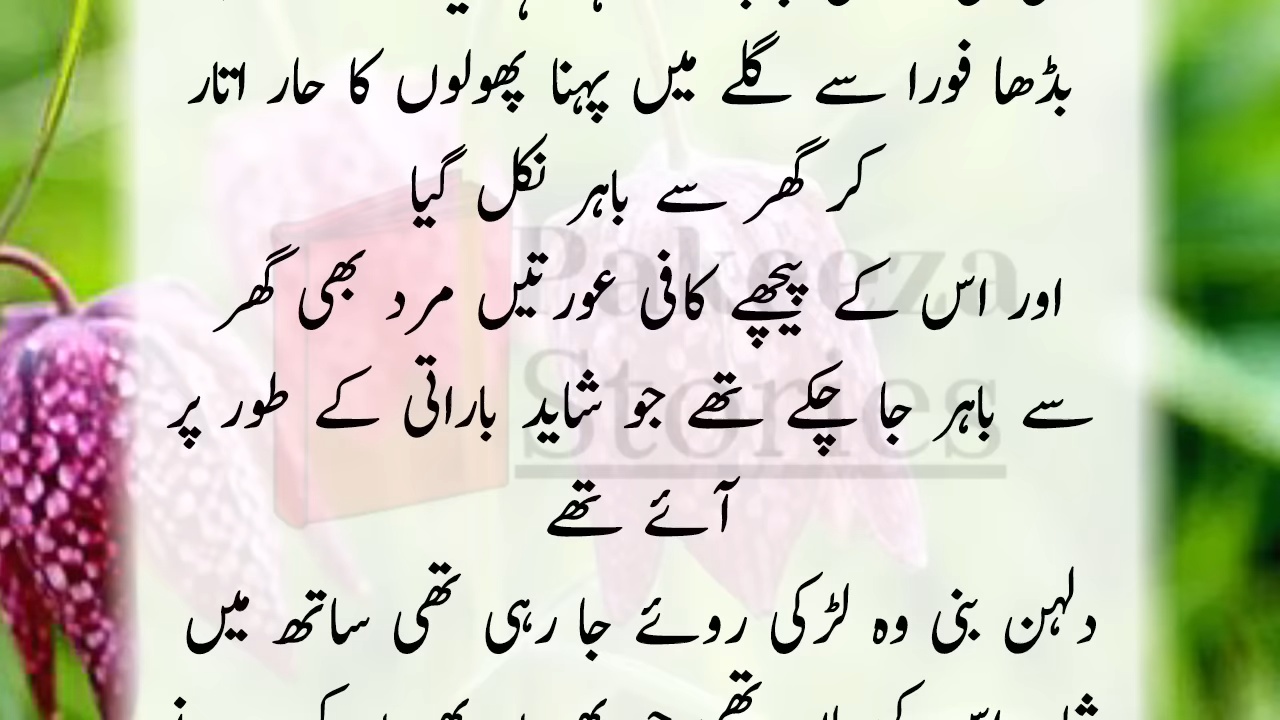 بڈھا فورا سے گلے میں پہنا پھولوں کا حار اتار
کر گھر سے باہر نکل گیا
اور اس کے پیچھے کافی عورتیں مرد بھی گھر
سے باہر جا چکے تھے جو شاید باراتی کے طور پر
آئے تھے
دلہن بنی وہ لڑکی روئے جا رہی تھی ساتھ میں
Pakeeza
Stories